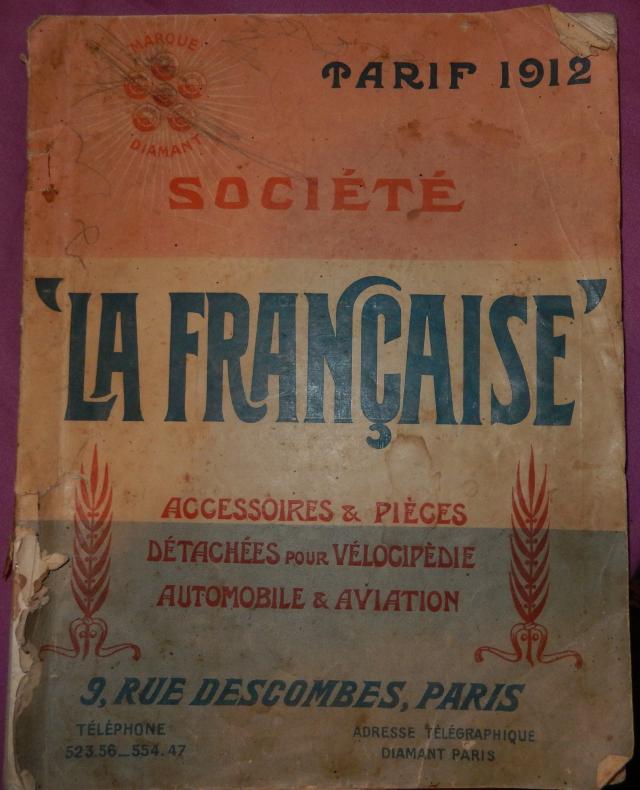 MARQUE
DIAMANT
TARIF 1912
SOCIÉTÉ
"LA FRANÇAISE"
ACCESSOIRES & PIÈCES
DÉTACHÉES POUR VÉLOCIPÈDIE
AUTOMOBILE & AVIATION
9, RUE DESCOMBES, PARIS
TÉLÉPHONE
523.56_554.47
ADRESSE TÉLÉGRAPHIQUE
DIAMANT PARIS